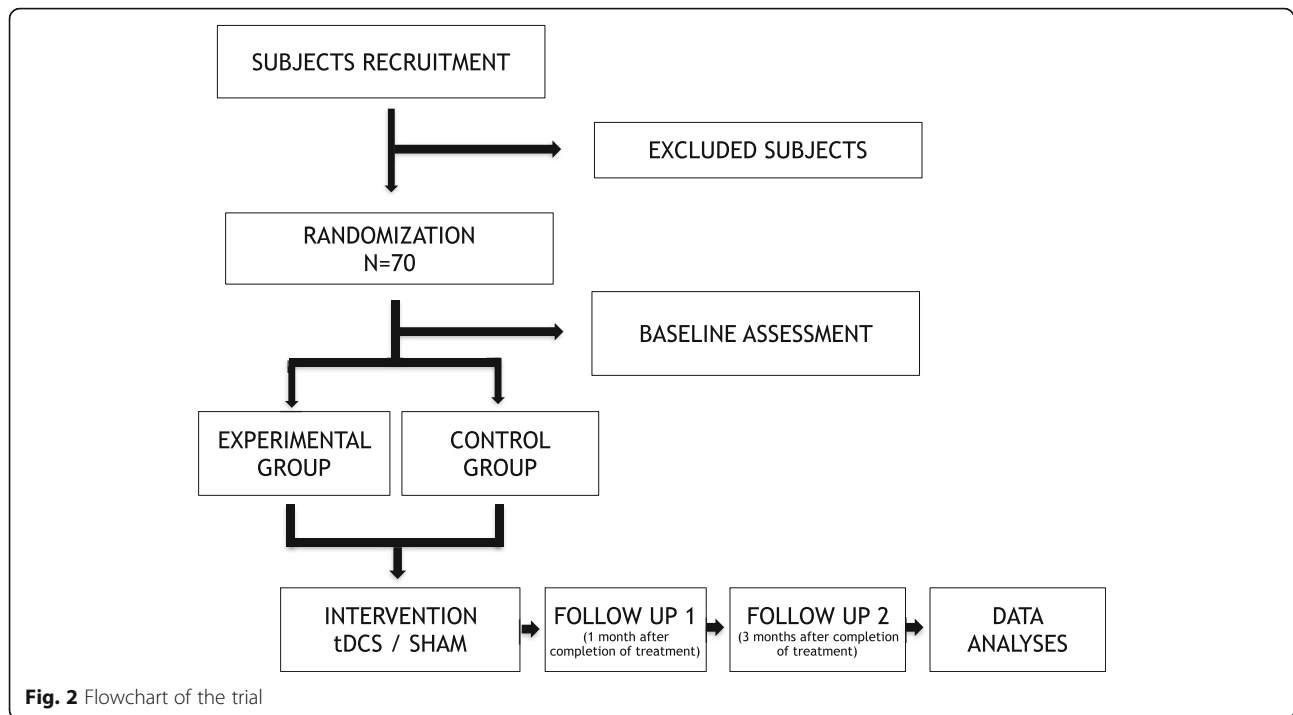 SUBJECTS RECRUITMENT
EXCLUDED SUBJECTS
RANDOMIZATION
N=70
BASELINE ASSESSMENT
EXPERIMENTAL
GROUP
CONTROL
GROUP
INTERVENTION
tDCS / SHAM
FOLLOW UP 1
(1 month after
completion of treatment)
FOLLOW UP 2
(3 months after completion
of treatment)
DATA
ANALYSES
Fig. 2 Flowchart of the trial